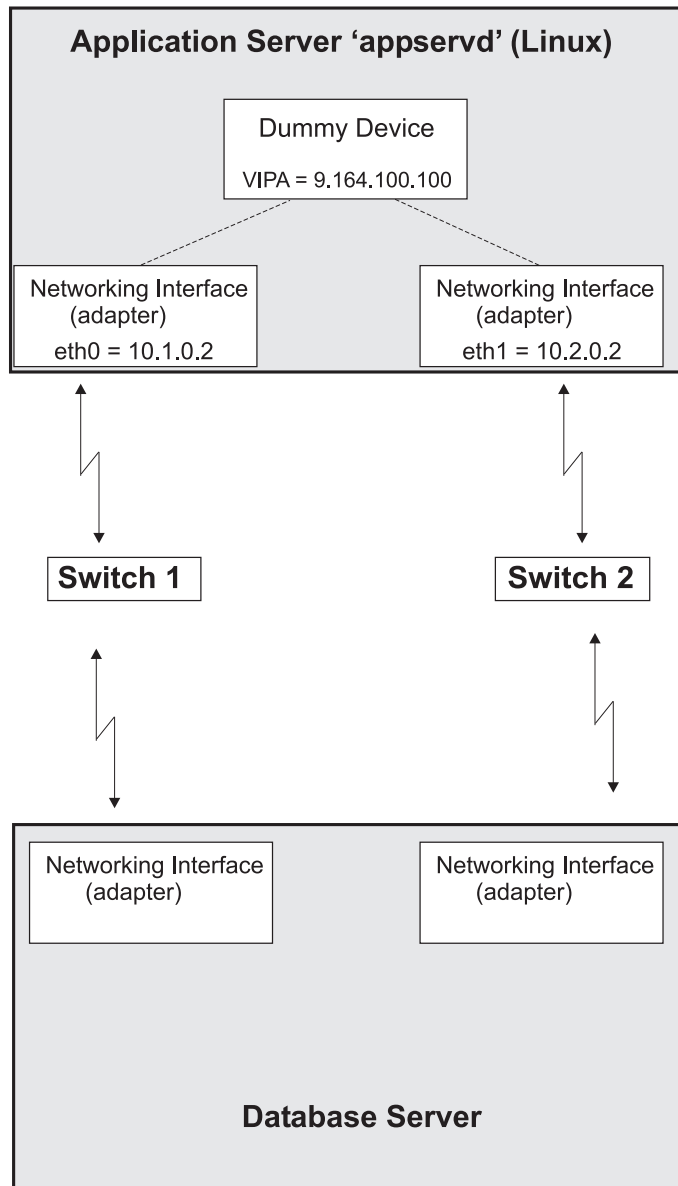 Application Server ‘appservd’ (Linux)
Dummy Device
VIPA = 9.164.100.100
Networking Interface
(adapter)
eth0 = 10.1.0.2
Networking Interface
(adapter)
eth1 = 10.2.0.2
Switch 1
Switch 2
Networking Interface
(adapter)
Networking Interface
(adapter)
Database Server